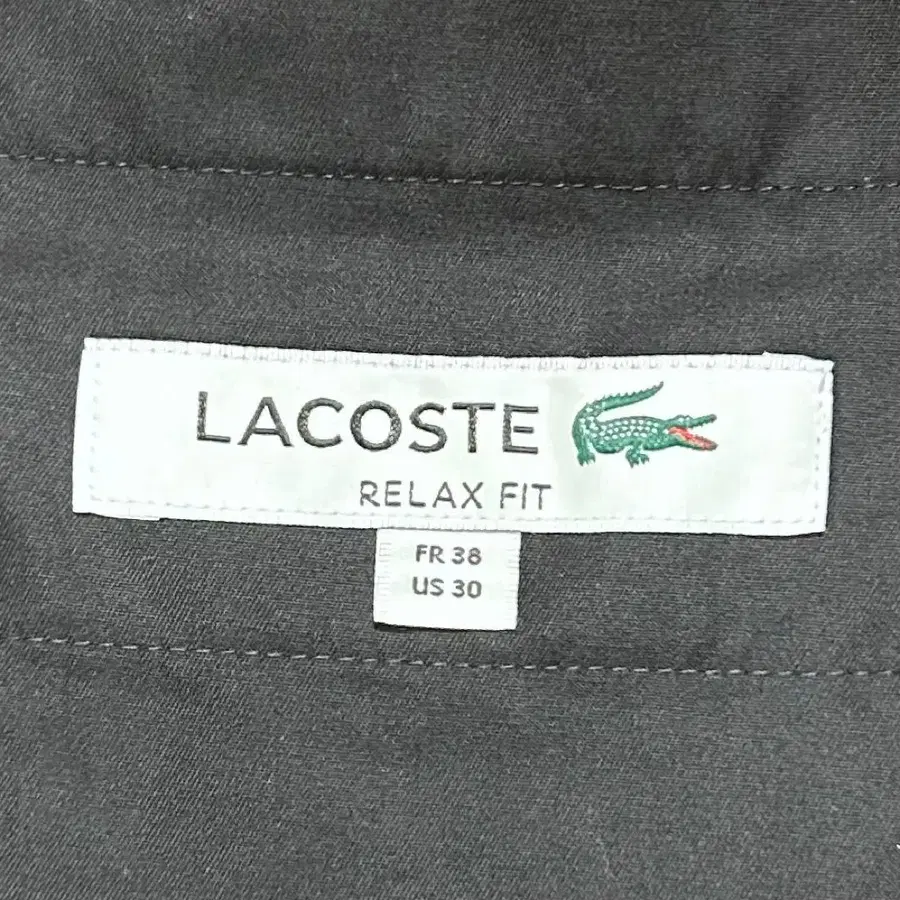 LACOSTE
RELAX FIT
FR 38
US 30